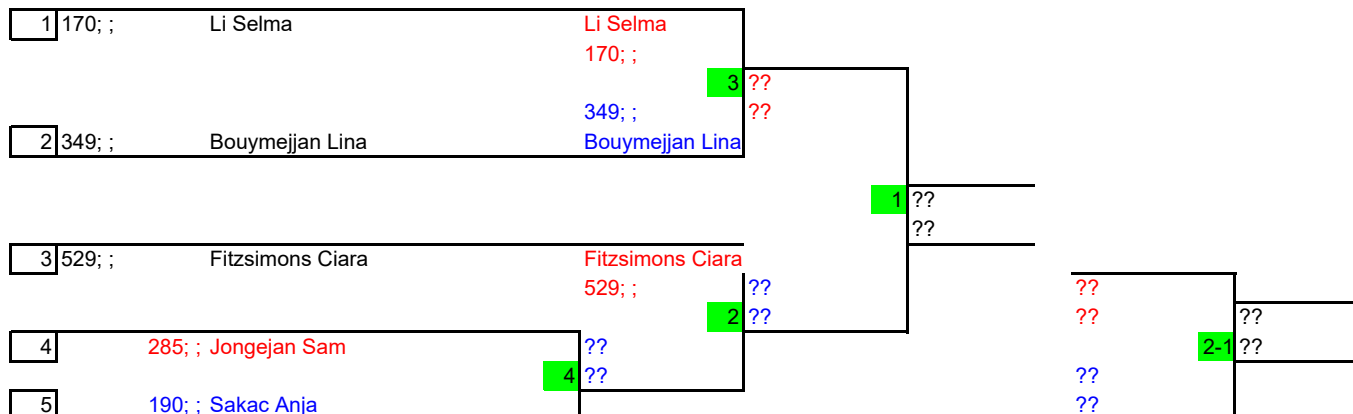 1 170; ; Li Selma Li Selma
170; ;
3 ??
349; ; ??
2 349; ; Bouymejjan Lina Bouymejjan Lina
1 ??
??
3 529; ; Fitzsimons Ciara Fitzsimons Ciara
529; ; ?? ??
2 ?? ?? ??
4 285; ; Jongejan Sam ?? 2-1 ??
4 ?? ??
5 190; ; Sakac Anja ??